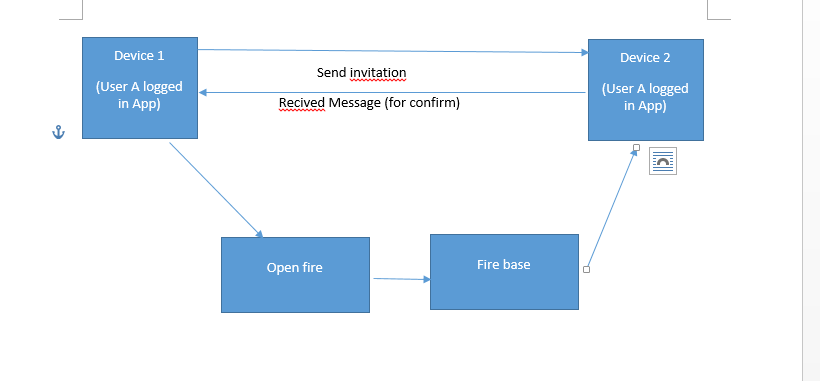 Device 1
(User A logged
in App)
Send invitation
Recived Message (for confirm)
Device 2
(User A logged
in App)
Open fire
Fire base